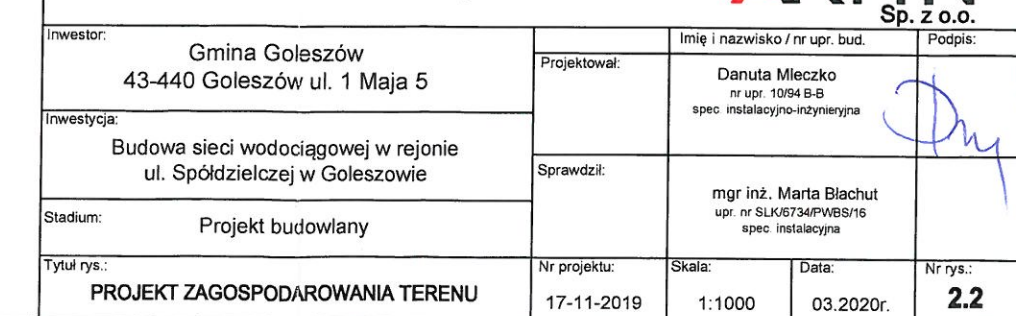 Sp. z o.o.
Inwestor:
Gmina Goleszów
43-440 Goleszów ul. 1 Maja 5
Imię i nazwisko / nr upr. bud.
Podpis:
Projektował:
Danuta Mleczko
nr upr. 10/94 B-B
spec. instalacyjno-inżynieryjna
Inwestycja:
Budowa sieci wodociągowej w rejonie
ul. Spółdzielczej w Goleszowie
Sprawdził:
mgr inż. Marta Błachut
upr. nr SLK/6734/PWBS/16
spec. instalacyjna
Stadium:
Projekt budowlany
Tytuł rys.:
PROJEKT ZAGOSPODAROWANIA TERENU
Nr projektu:
17-11-2019
Skala:
1:1000
Data:
03.2020r.
Nr rys.:
2.2